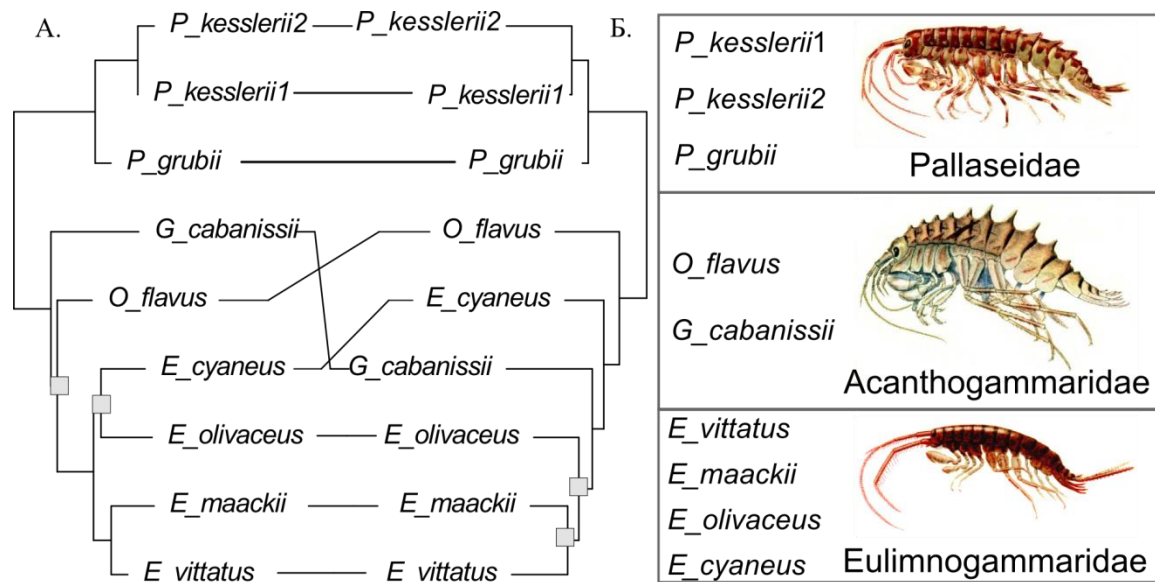 А.
P_kesslerii2 P_kesslerii2
P_kesslerii1 P_kesslerii1
P_grubii P_grubii
G_cabanissii O_flavus
O_flavus E_cyaneus
E_cyaneus G_cabanissii
E_olivaceus E_olivaceus
E_maackii E_maackii
E_vittatus E_vittatus
Б.
P_kesslerii1
P_kesslerii2
P_grubii
Pallaseidae
O_flavus
G_cabanissii
Acanthogammaridae
E_vittatus
E_maackii
E_olivaceus
E_cyaneus
Eulimnogammaridae